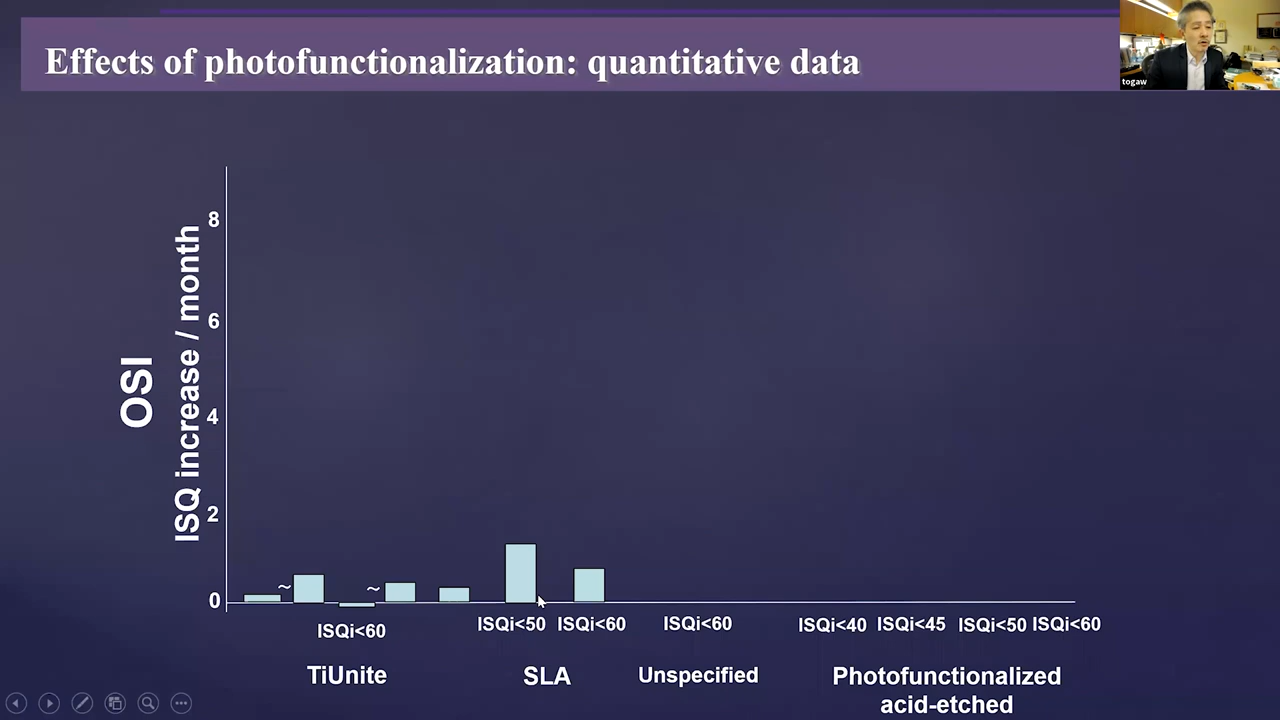 Effects of photofunctionalization: quantitative data
togaw
OSI
ISQ increase / month
8
6
4
2
0
~
~
ISQi<60
ISQi<50
ISQi<60
ISQi<60
ISQi<40
ISQi<45
ISQi<50
ISQi<60
TiUnite
SLA
Unspecified
Photofunctionalized
acid-etched